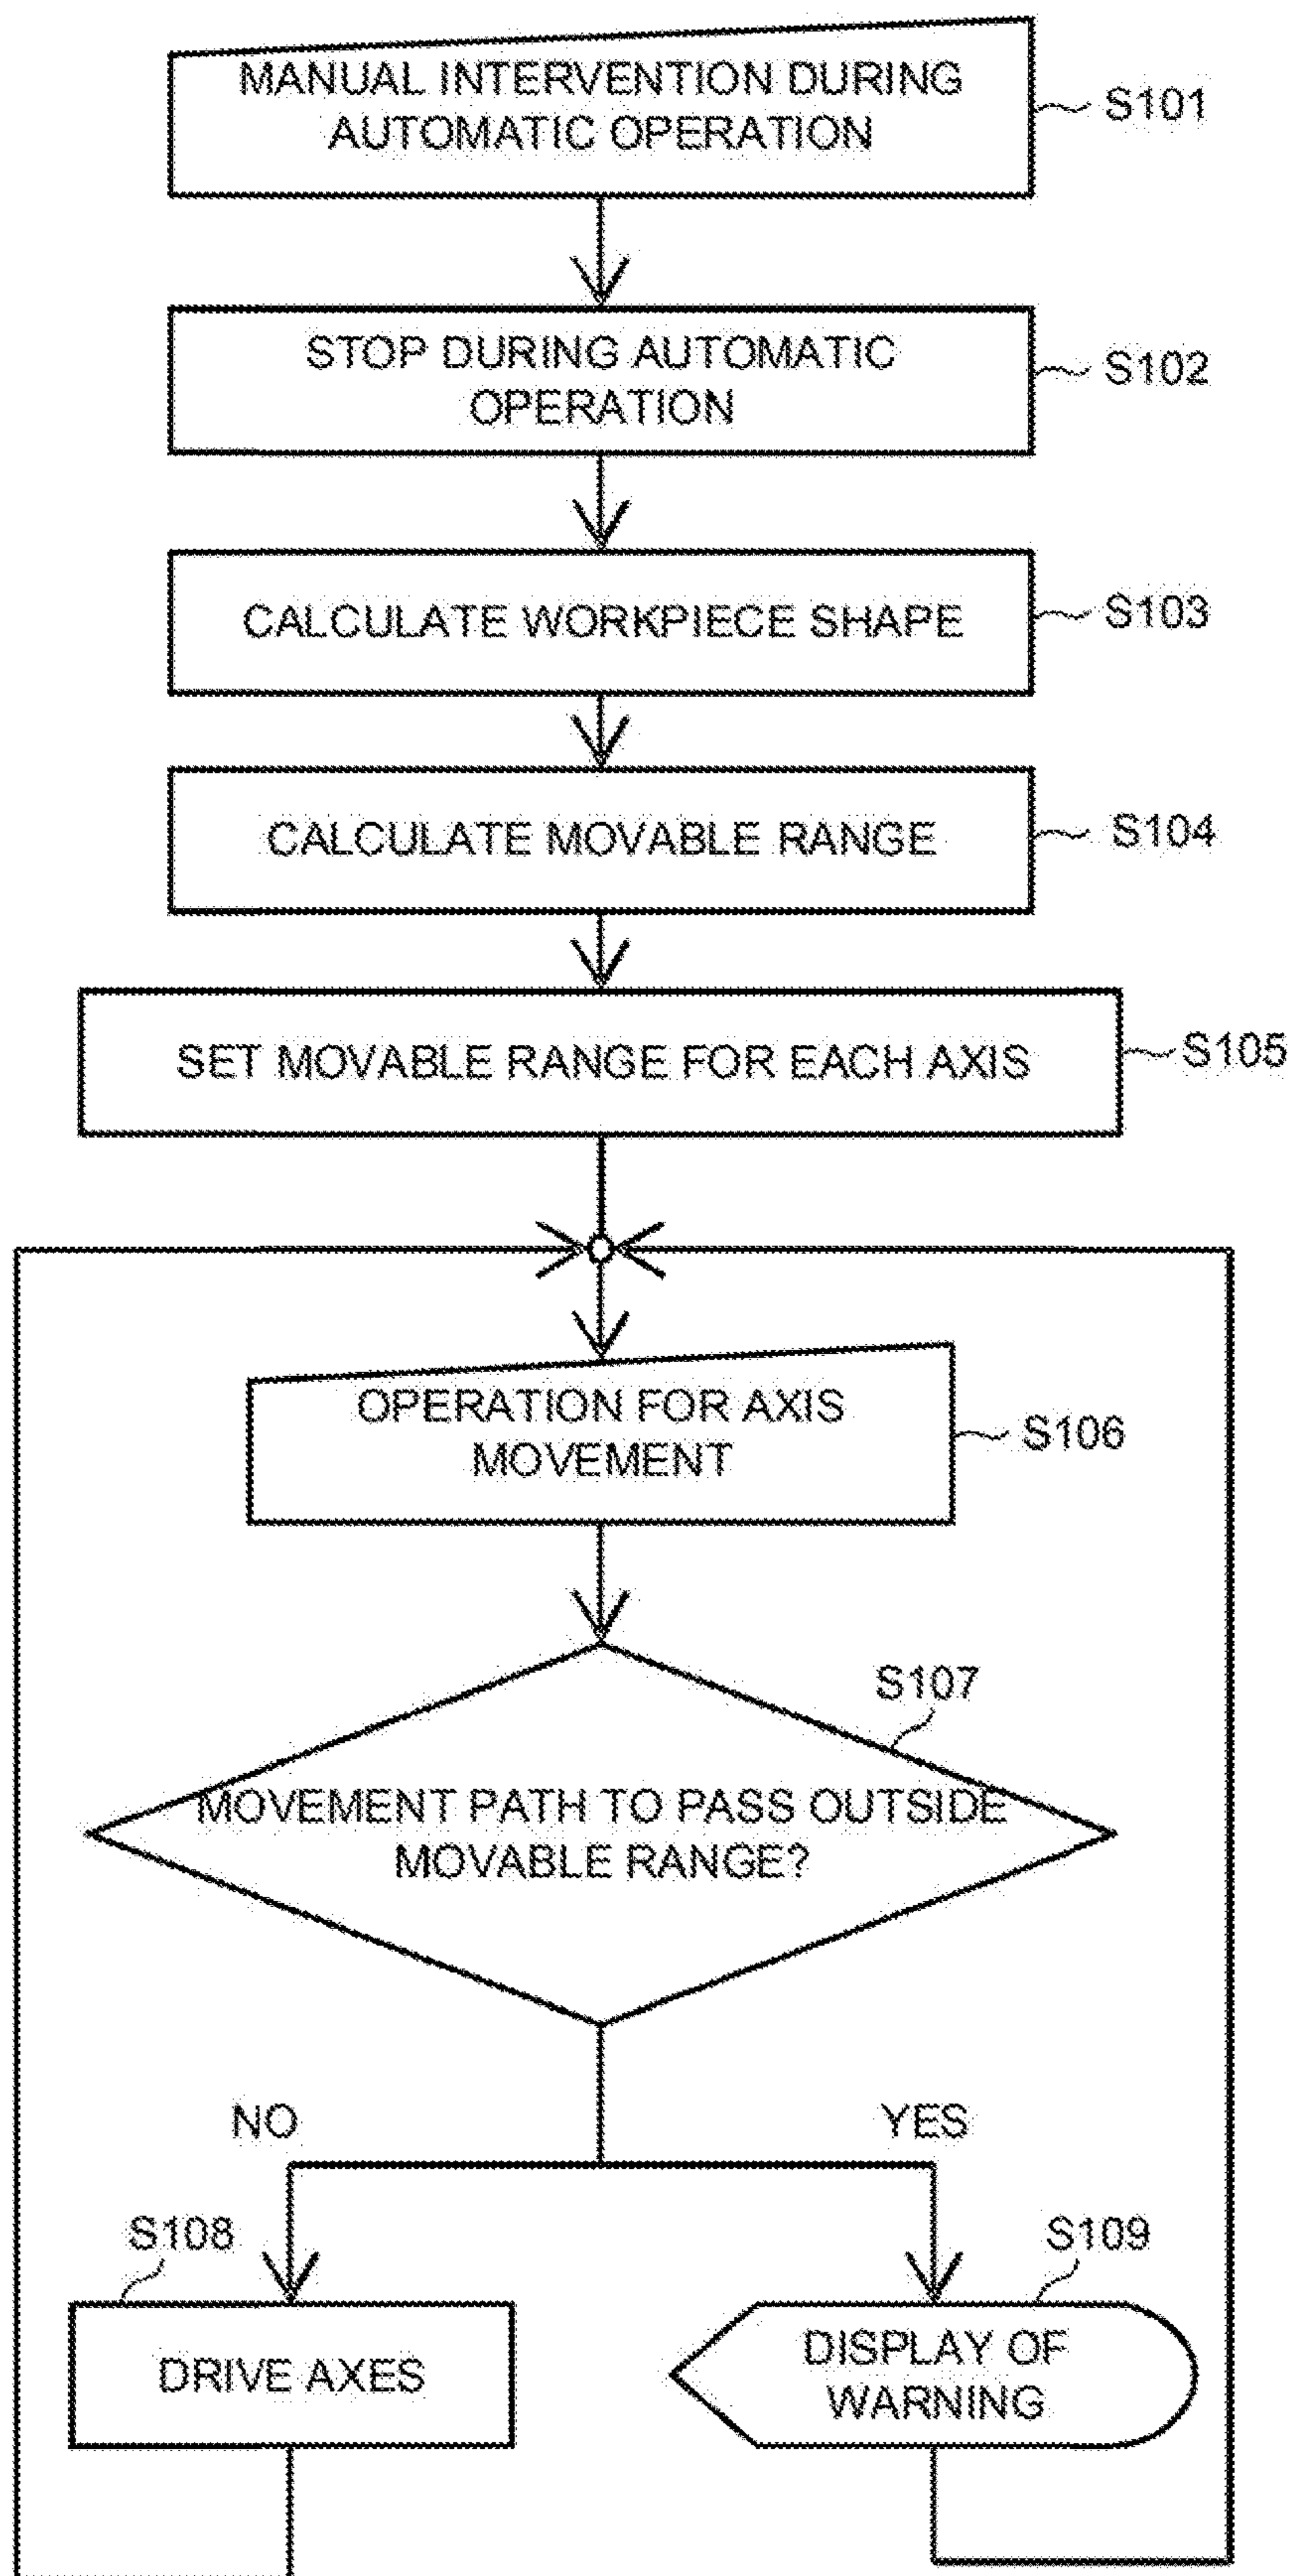 MANUAL INTERVENTION DURING
AUTOMATIC OPERATION
S101
STOP DURING AUTOMATIC
OPERATION
S102
CALCULATE WORKPIECE SHAPE
S103
CALCULATE MOVABLE RANGE
S104
SET MOVABLE RANGE FOR EACH AXIS
S105
OPERATION FOR AXIS
MOVEMENT
S106
S107
MOVEMENT PATH TO PASS OUTSIDE
MOVABLE RANGE?
NO
YES
S108
S109
DRIVE AXES
DISPLAY OF
WARNING